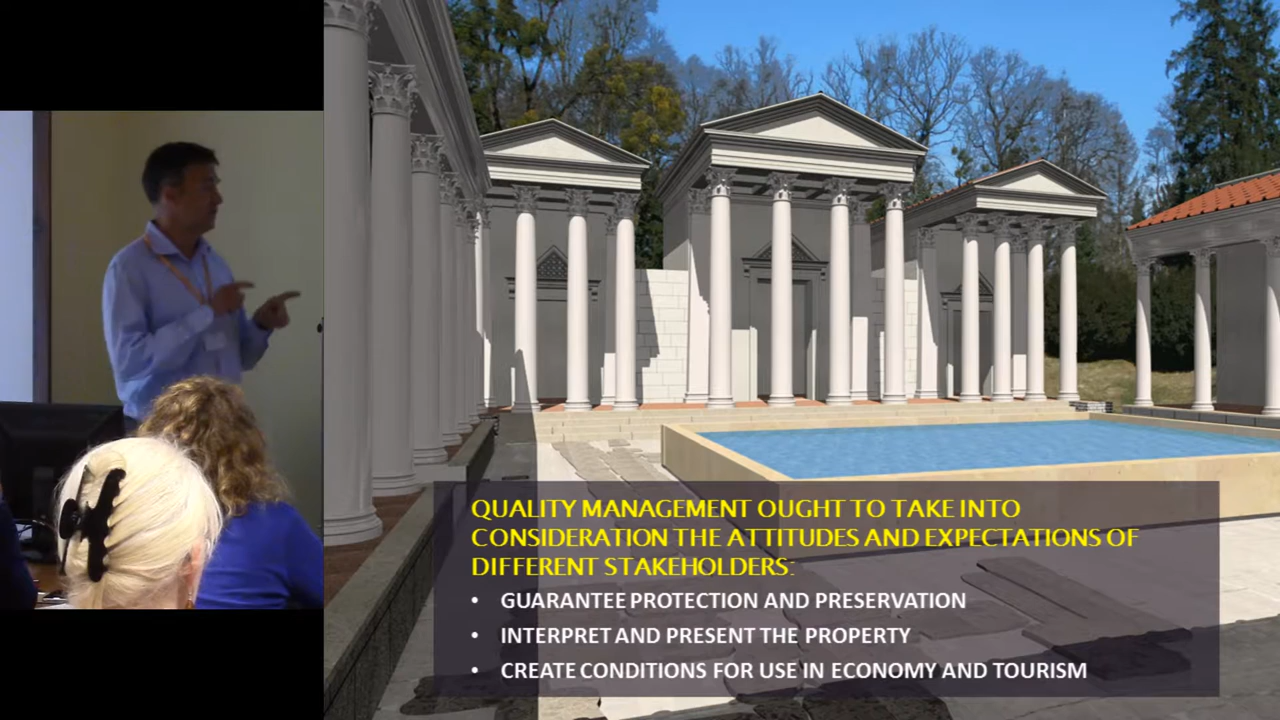 QUALITY MANAGEMENT OUGHT TO TAKE INTO
CONSIDERATION THE ATTITUDES AND EXPECTATIONS OF
DIFFERENT STAKEHOLDERS:
• GUARANTEE PROTECTION AND PRESERVATION
• INTERPRET AND PRESENT THE PROPERTY
• CREATE CONDITIONS FOR USE IN ECONOMY AND TOURISM